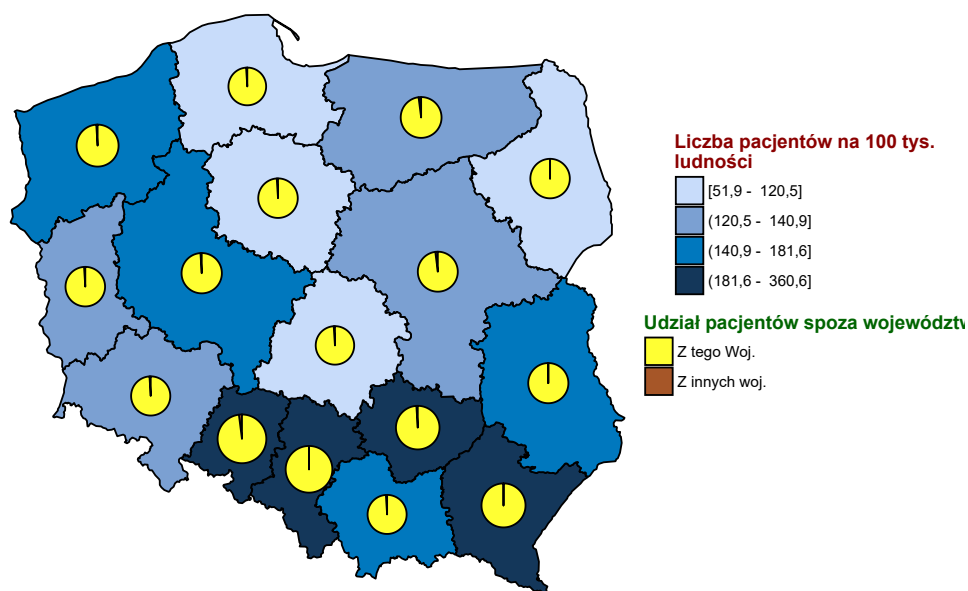 Liczba pacjentów na 100 tys.
ludności
[51,9 - 120,5]
(120,5 - 140,9]
(140,9 - 181,6]
(181,6 - 360,6]
Udział pacjentów spoza województw
Z tego Woj.
Z innych woj.